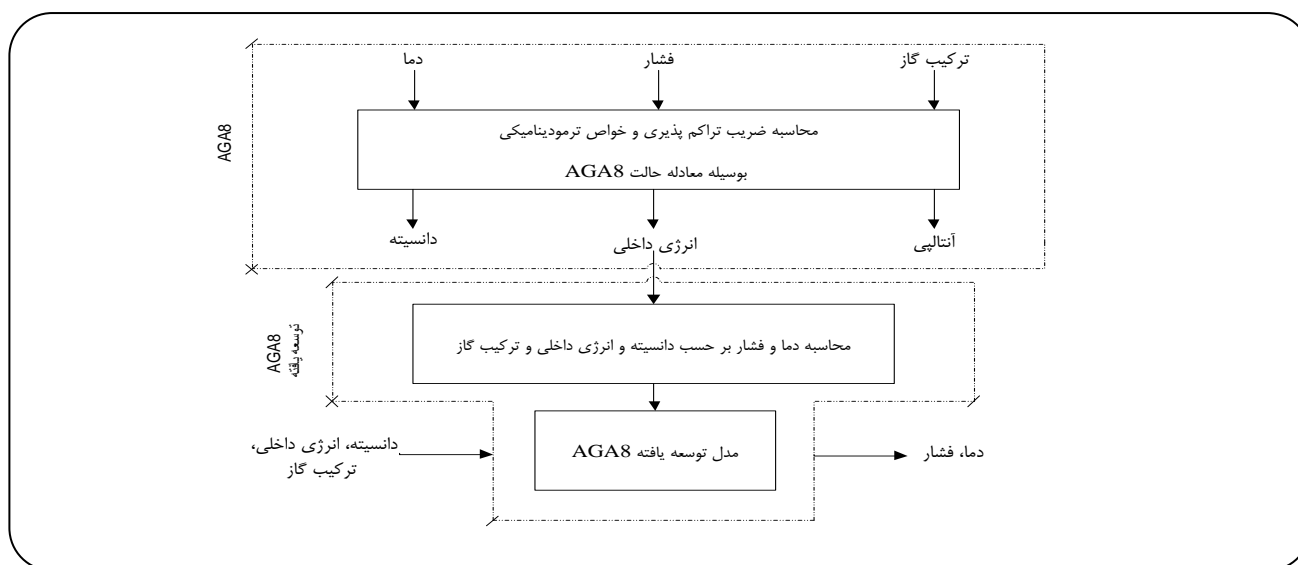 ترکیب گاز
فشار
دما
AGA8
محاسبه ضریب تراکم پذیری و خواص ترمودینامیکی
بوسیله معادله حالت AGA8
آنتالپی
انرژی داخلی
دانسیته
AGA8
توسعه یافته
محاسبه دما و فشار بر حسب دانسیته و انرژی داخلی و ترکیب گاز
دانسیته، انرژی داخلی،
ترکیب گاز
مدل توسعه یافته AGA8
دما، فشار